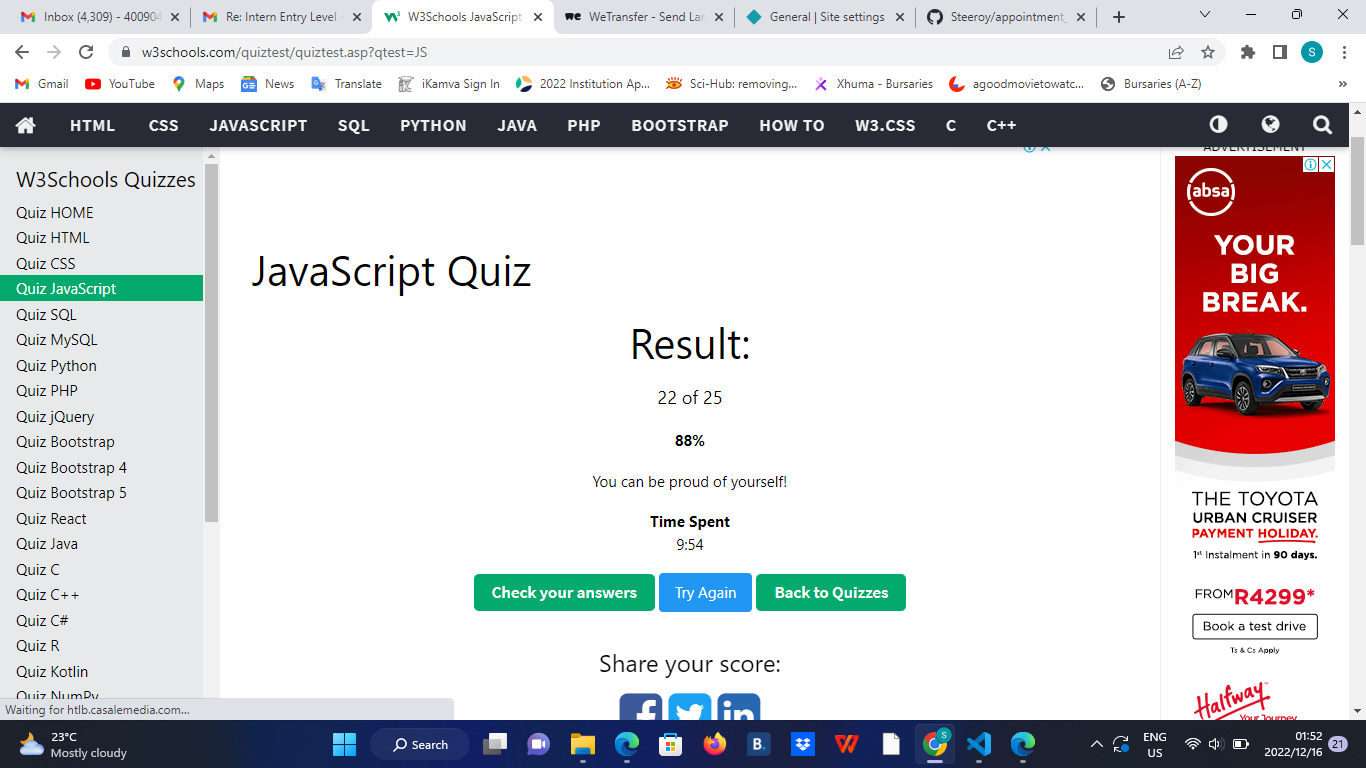 Inbox (4,309) - 400904
Re: Intern Entry Level -
W3Schools JavaScript
WeTransfer - Send Lar
General | Site settings
Steeroy/appointment_
w3schools.com/quiztest/quiztest.asp?qtest=JS
S
Gmail
YouTube
Maps
News
Translate
iKamva Sign In
2022 Institution Ap...
Sci-Hub: removing...
Xhuma - Bursaries
agoodmovietowatc...
Bursaries (A-Z)
HTML
CSS
JAVASCRIPT
SQL
PYTHON
JAVA
PHP
BOOTSTRAP
HOW TO
W3.CSS
C
C++
W3Schools Quizzes
Quiz HOME
Quiz HTML
Quiz CSS
Quiz JavaScript
Quiz SQL
Quiz MySQL
Quiz Python
Quiz PHP
Quiz jQuery
Quiz Bootstrap
Quiz Bootstrap 4
Quiz Bootstrap 5
Quiz React
Quiz Java
Quiz C
Quiz C++
Quiz C#
Quiz R
Quiz Kotlin
Quiz NumPy
Waiting for htlb.casalemedia.com...
JavaScript Quiz
Result:
22 of 25
88%
You can be proud of yourself!
Time Spent
9:54
Check your answers
Try Again
Back to Quizzes
Share your score:
ADVERTISEMENT
absa
YOUR
BIG
BREAK.
THE TOYOTA
URBAN CRUISER
PAYMENT HOLIDAY.
1st Instalment in 90 days.
FROM R4299*
Book a test drive
Ts & Cs Apply
Halfway
Your Journey
23°C
Mostly cloudy
Search
ENG
US
01:52
2022/12/16
21